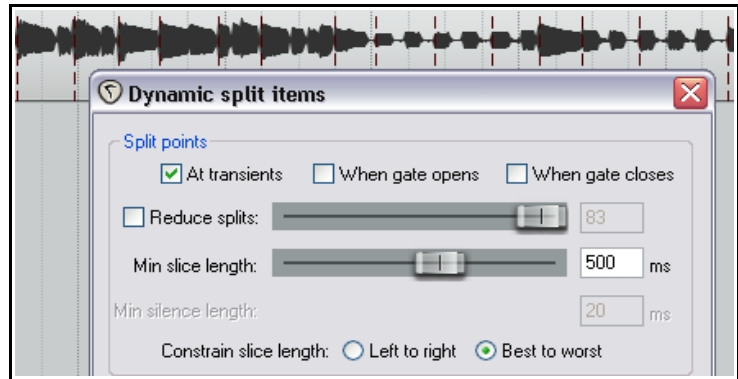 Dynamic split items
Split points
At transients When gate opens When gate closes
Reduce splits: 83
Min slice length: 500 ms
Min silence length: 20 ms
Constrain slice length: Left to right Best to worst